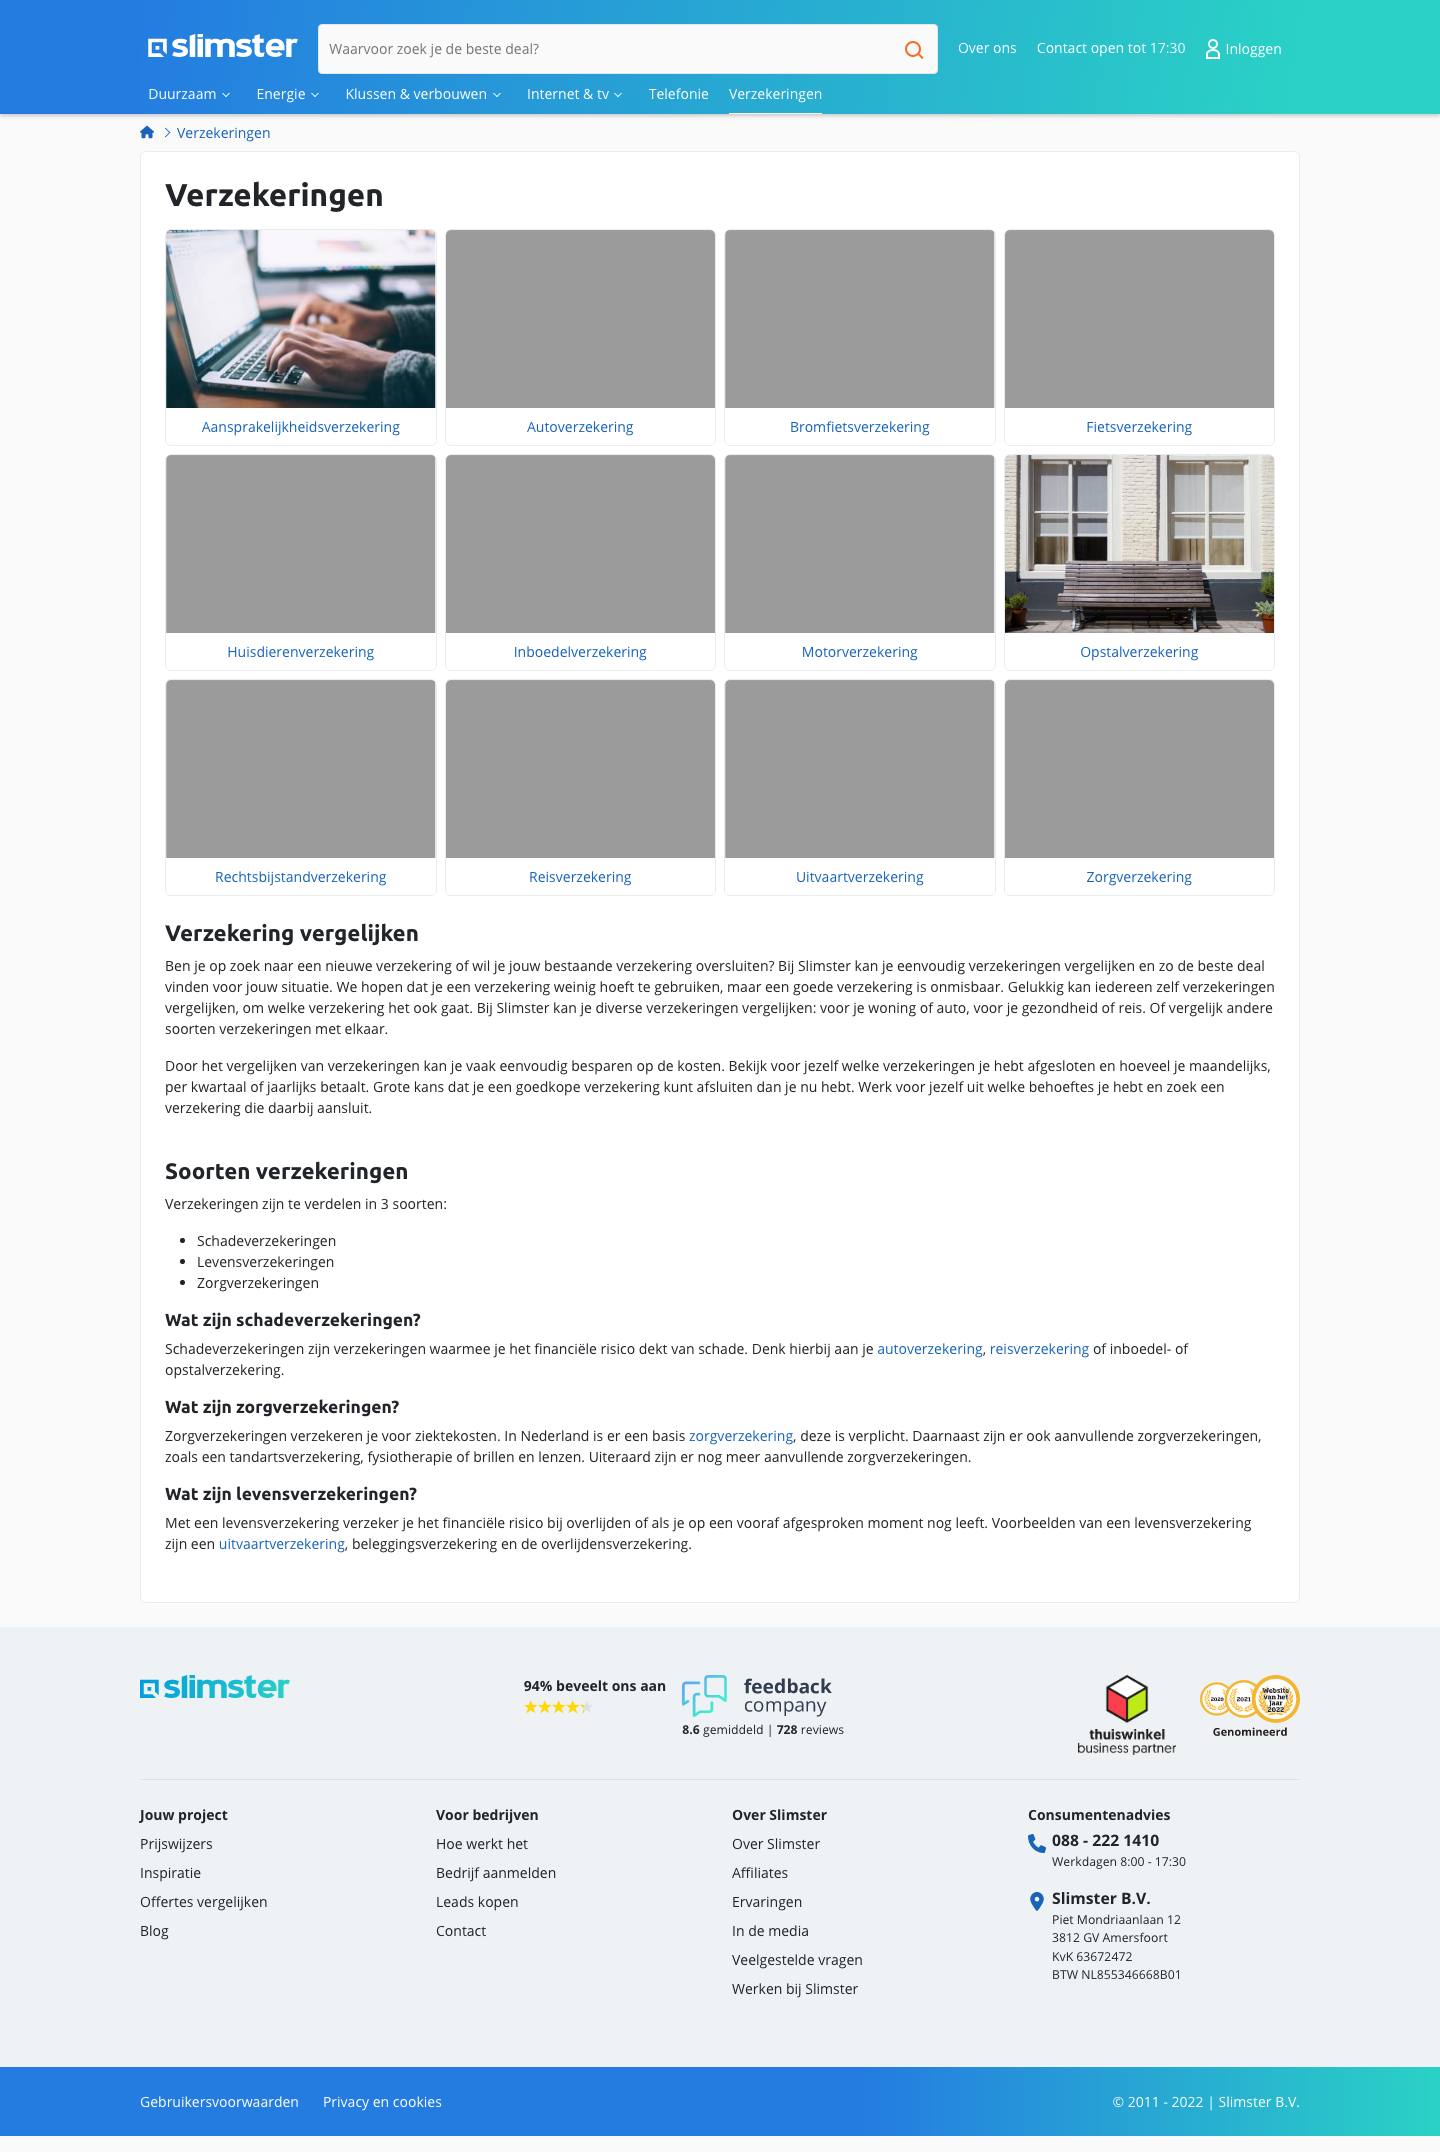 slimster
Waarvoor zoek je de beste deal?
Over ons
Contact open tot 17:30
Inloggen
Duurzaam
Energie
Klussen & verbouwen
Internet & tv
Telefonie
Verzekeringen
Verzekeringen
Verzekeringen
Aansprakelijkheidsverzekering
Autoverzekering
Bromfietsverzekering
Fietsverzekering
Huisdierenverzekering
Inboedelverzekering
Motorverzekering
Opstalverzekering
Rechtsbijstandverzekering
Reisverzekering
Uitvaartverzekering
Zorgverzekering
Verzekering vergelijken
Ben je op zoek naar een nieuwe verzekering of wil je jouw bestaande verzekering oversluiten? Bij Slimster kan je eenvoudig verzekeringen vergelijken en zo de beste deal
vinden voor jouw situatie. We hopen dat je een verzekering weinig hoeft te gebruiken, maar een goede verzekering is onmisbaar. Gelukkig kan iedereen zelf verzekeringen
vergelijken, om welke verzekering het ook gaat. Bij Slimster kan je diverse verzekeringen vergelijken: voor je woning of auto, voor je gezondheid of reis. Of vergelijk andere
soorten verzekeringen met elkaar.
Door het vergelijken van verzekeringen kan je vaak eenvoudig besparen op de kosten. Bekijk voor jezelf welke verzekeringen je hebt afgesloten en hoeveel je maandelijks,
per kwartaal of jaarlijks betaalt. Grote kans dat je een goedkope verzekering kunt afsluiten dan je nu hebt. Werk voor jezelf uit welke behoeftes je hebt en zoek een
verzekering die daarbij aansluit.
Soorten verzekeringen
Verzekeringen zijn te verdelen in 3 soorten:
Schadeverzekeringen
Levensverzekeringen
Zorgverzekeringen
Wat zijn schadeverzekeringen?
Schadeverzekeringen zijn verzekeringen waarmee je het financiële risico dekt van schade. Denk hierbij aan je autoverzekering, reisverzekering of inboedel- of
opstalverzekering.
Wat zijn zorgverzekeringen?
Zorgverzekeringen verzekeren je voor ziektekosten. In Nederland is er een basis zorgverzekering, deze is verplicht. Daarnaast zijn er ook aanvullende zorgverzekeringen,
zoals een tandartsverzekering, fysiotherapie of brillen en lenzen. Uiteraard zijn er nog meer aanvullende zorgverzekeringen.
Wat zijn levensverzekeringen?
Met een levensverzekering verzeker je het financiële risico bij overlijden of als je op een vooraf afgesproken moment nog leeft. Voorbeelden van een levensverzekering
zijn een uitvaartverzekering, beleggingsverzekering en de overlijdensverzekering.
slimster
94% beveelt ons aan
feedback
company
8.6 gemiddeld | 728 reviews
thuiswinkel
business partner
2020
2021
Website
van het
jaar
2022
Genomineerd
Jouw project
Prijswijzers
Inspiratie
Offertes vergelijken
Blog
Voor bedrijven
Hoe werkt het
Bedrijf aanmelden
Leads kopen
Contact
Over Slimster
Over Slimster
Affiliates
Ervaringen
In de media
Veelgestelde vragen
Werken bij Slimster
Consumentenadvies
088 - 222 1410
Werkdagen 8:00 - 17:30
Slimster B.V.
Piet Mondriaanlaan 12
3812 GV Amersfoort
KvK 63672472
BTW NL855346668B01
Gebruikersvoorwaarden
Privacy en cookies
© 2011 - 2022 | Slimster B.V.